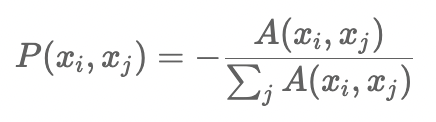 $P(x_i, x_j) = -\frac{A(x_i, x_j)}{\sum_j A(x_i, x_j)}$